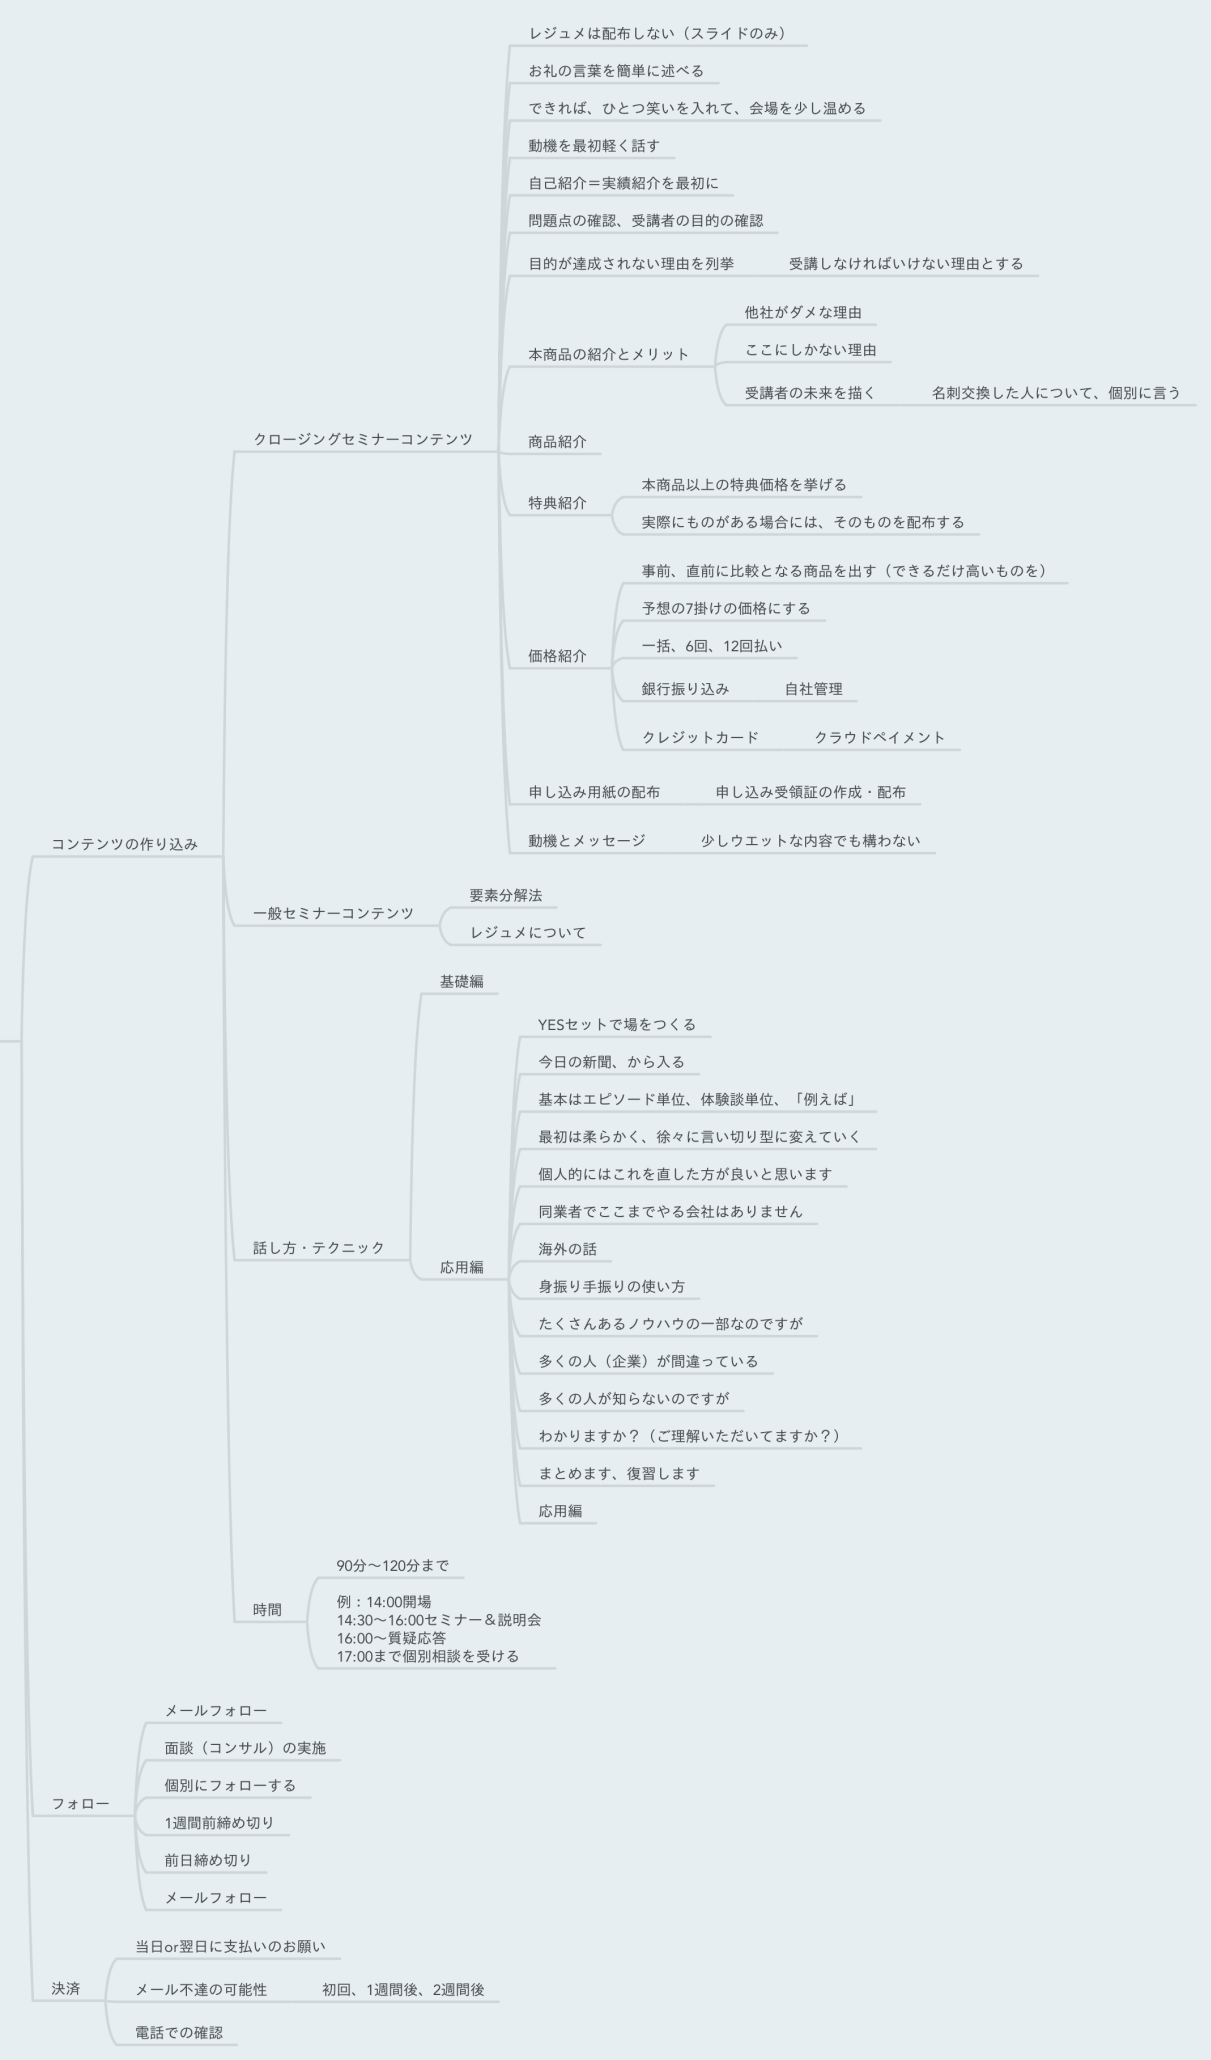 コンテンツの作り込み
クロージングセミナーコンテンツ
レジュメは配布しない（スライドのみ）
お礼の言葉を簡単に述べる
できれば、ひとつ笑いを入れて、会場を少し温める
動機を最初軽く話す
自己紹介＝実績紹介を最初に
問題点の確認、受講者の目的の確認
目的が達成されない理由を列挙
受講しなければいけない理由とする
本商品の紹介とメリット
他社がダメな理由
ここにしかない理由
受講者の未来を描く
名刺交換した人について、個別に言う
商品紹介
特典紹介
本商品以上の特典価格を挙げる
実際にものがある場合には、そのものを配布する
価格紹介
事前、直前に比較となる商品を出す（できるだけ高いものを）
予想の7掛けの価格にする
一括、6回、12回払い
銀行振り込み
自社管理
クレジットカード
クラウドペイメント
申し込み用紙の配布
申し込み受領証の作成・配布
動機とメッセージ
少しウエットな内容でも構わない
一般セミナーコンテンツ
要素分解法
レジュメについて
話し方・テクニック
基礎編
応用編
YESセットで場をつくる
今日の新聞、から入る
基本はエピソード単位、体験談単位、「例えば」
最初は柔らかく、徐々に言い切り型に変えていく
個人的にはこれを直した方が良いと思います
同業者でここまでやる会社はありません
海外の話
身振り手振りの使い方
たくさんあるノウハウの一部なのですが
多くの人（企業）が間違っている
多くの人が知らないのですが
わかりますか？（ご理解いただいてますか？）
まとめます、復習します
応用編
時間
90分〜120分まで
例：14:00開場
14:30〜16:00セミナー＆説明会
16:00〜質疑応答
17:00まで個別相談を受ける
フォロー
メールフォロー
面談（コンサル）の実施
個別にフォローする
1週間前締め切り
前日締め切り
メールフォロー
決済
当日or翌日に支払いのお願い
メール不達の可能性
初回、1週間後、2週間後
電話での確認